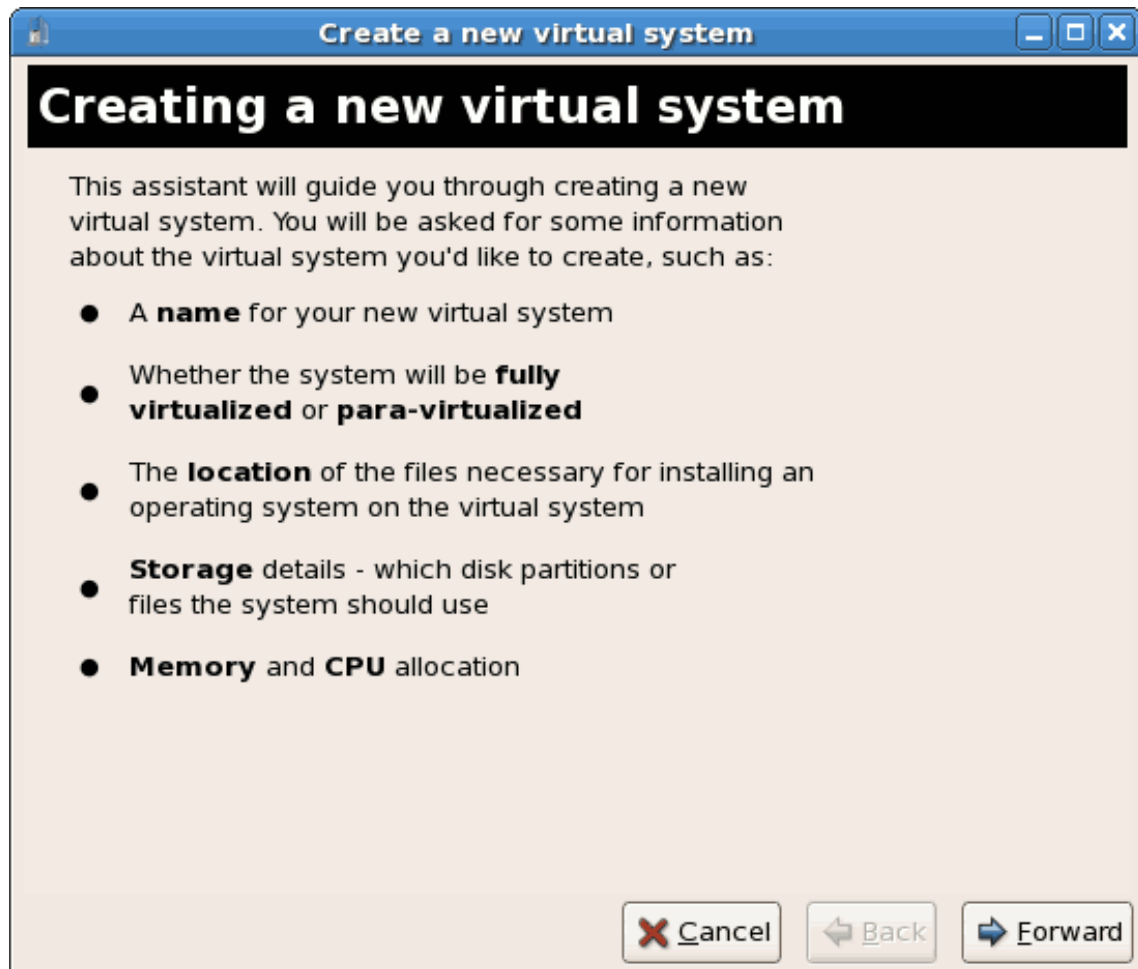 Create a new virtual system
Creating a new virtual system
This assistant will guide you through creating a new
virtual system. You will be asked for some information
about the virtual system you'd like to create, such as:
● A name for your new virtual system
● Whether the system will be fully
virtualized or para-virtualized
● The location of the files necessary for installing an
operating system on the virtual system
● Storage details - which disk partitions or
files the system should use
● Memory and CPU allocation
Cancel Back Forward